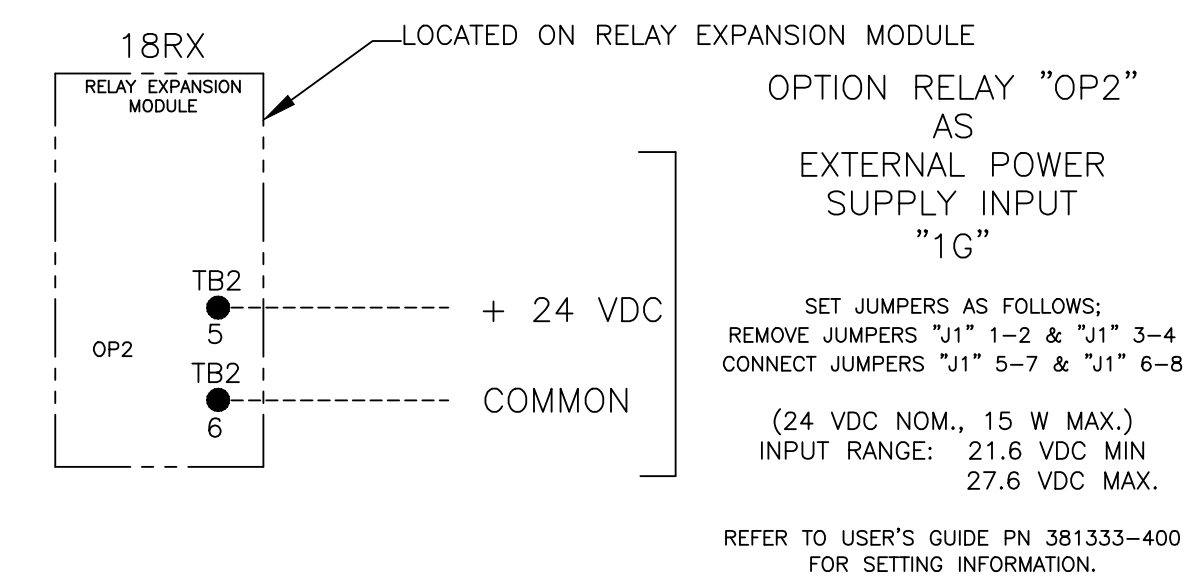 18RX
LOCATED ON RELAY EXPANSION MODULE
RELAY EXPANSION
MODULE
TB2
5
OP2
TB2
6
+ 24 VDC
COMMON
OPTION RELAY "OP2"
AS
EXTERNAL POWER
SUPPLY INPUT
"1G"
SET JUMPERS AS FOLLOWS;
REMOVE JUMPERS "J1" 1-2 & "J1" 3-4
CONNECT JUMPERS "J1" 5-7 & "J1" 6-8
(24 VDC NOM., 15 W MAX.)
INPUT RANGE: 21.6 VDC MIN
27.6 VDC MAX.
REFER TO USER'S GUIDE PN 381333-400
FOR SETTING INFORMATION.